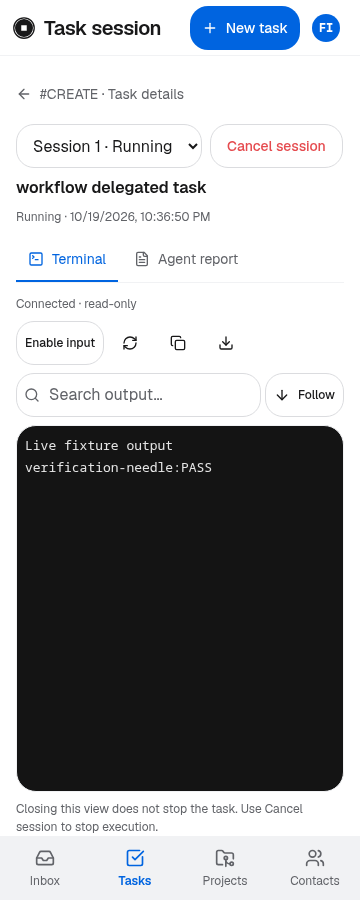 Task session
New task
FI
#CREATE · Task details
Session 1 · Running
Cancel session
workflow delegated task
Running · 10/19/2026, 10:36:50 PM
Terminal
Agent report
Connected · read-only
Enable input
Search output...
Follow
Live fixture output
verification-needle:PASS
Closing this view does not stop the task. Use Cancel
session to stop execution.
Inbox
Tasks
Projects
Contacts